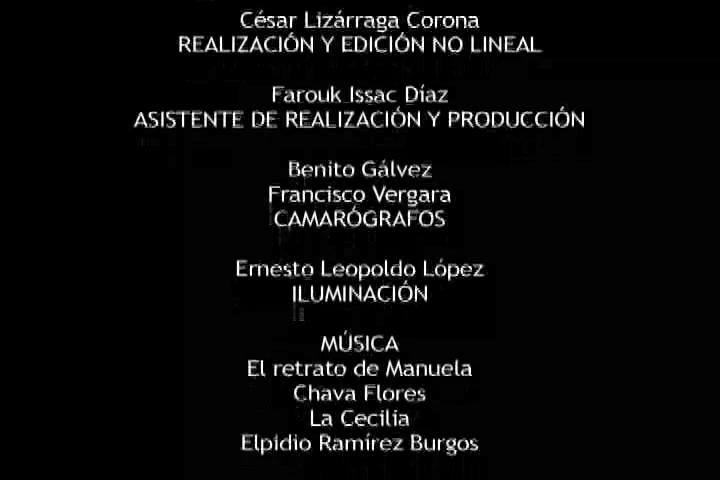 César Lizárraga Corona
REALIZACIÓN Y EDICIÓN NO LINEAL
Farouk Issac Díaz
ASISTENTE DE REALIZACIÓN Y PRODUCCIÓN
Benito Gálvez
Francisco Vergara
CAMARÓGRAFOS
Ernesto Leopoldo López
ILUMINACIÓN
MÚSICA
El retrato de Manuela
Chava Flores
La Cecilia
Elpidio Ramírez Burgos